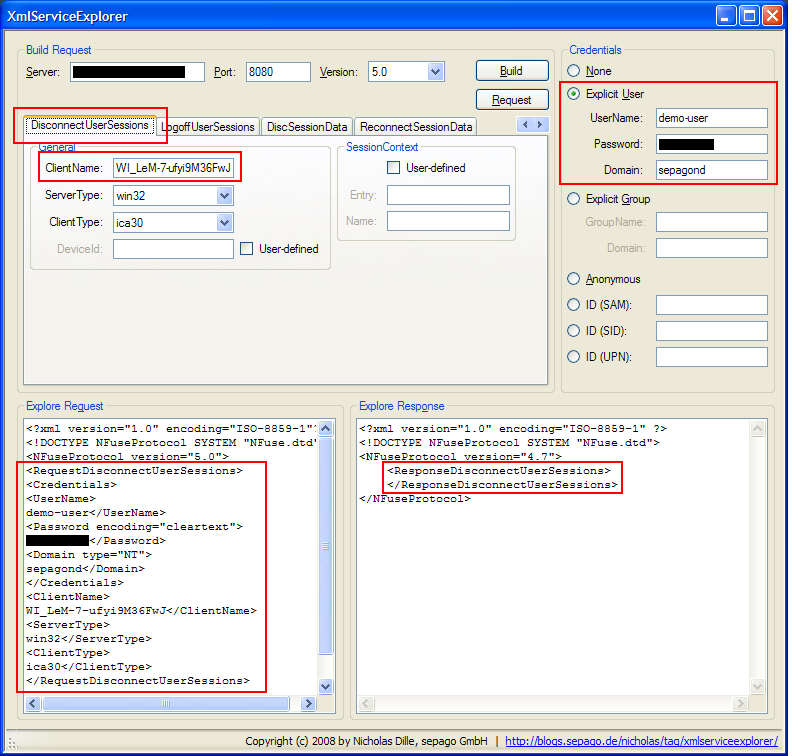 XmlServiceExplorer
Build Request
Server: Port: 8080 Version: 5.0 Build
Request
DisconnectUserSessions LogoffUserSessions DiscSessionData ReconnectSessionData
General
ClientName: WI_LeM-7-ufyi9M36FwJ
ServerType: win32
ClientType: ica30
DeviceId: User-defined
SessionContext
User-defined
Entry:
Name:
Credentials
None
Explicit User
UserName: demo-user
Password:
Domain: sepagond
Explicit Group
GroupName:
Domain:
Anonymous
ID (SAM):
ID (SID):
ID (UPN):
Explore Request
<?xml version="1.0" encoding="ISO-8859-1"?
<!DOCTYPE NFuseProtocol SYSTEM "NFuse.dtd"
<NFuseProtocol version="5.0">
<RequestDisconnectUserSessions>
<Credentials>
<UserName>
demo-user</UserName>
<Password encoding="cleartext">
</Password>
<Domain type="NT">
sepagond</Domain>
</Credentials>
<ClientName>
WI_LeM-7-ufyi9M36FwJ</ClientName>
<ServerType>
win32</ServerType>
<ClientType>
ica30</ClientType>
</RequestDisconnectUserSessions>
Explore Response
<?xml version="1.0" encoding="ISO-8859-1" ?>
<!DOCTYPE NFuseProtocol SYSTEM "NFuse.dtd">
<NFuseProtocol version="4.7">
<ResponseDisconnectUserSessions>
</ResponseDisconnectUserSessions>
</NFuseProtocol>
Copyright (c) 2008 by Nicholas Dille, sepago GmbH | http://blogs.sepago.de/nicholas/tag/xmlserviceexplorer/